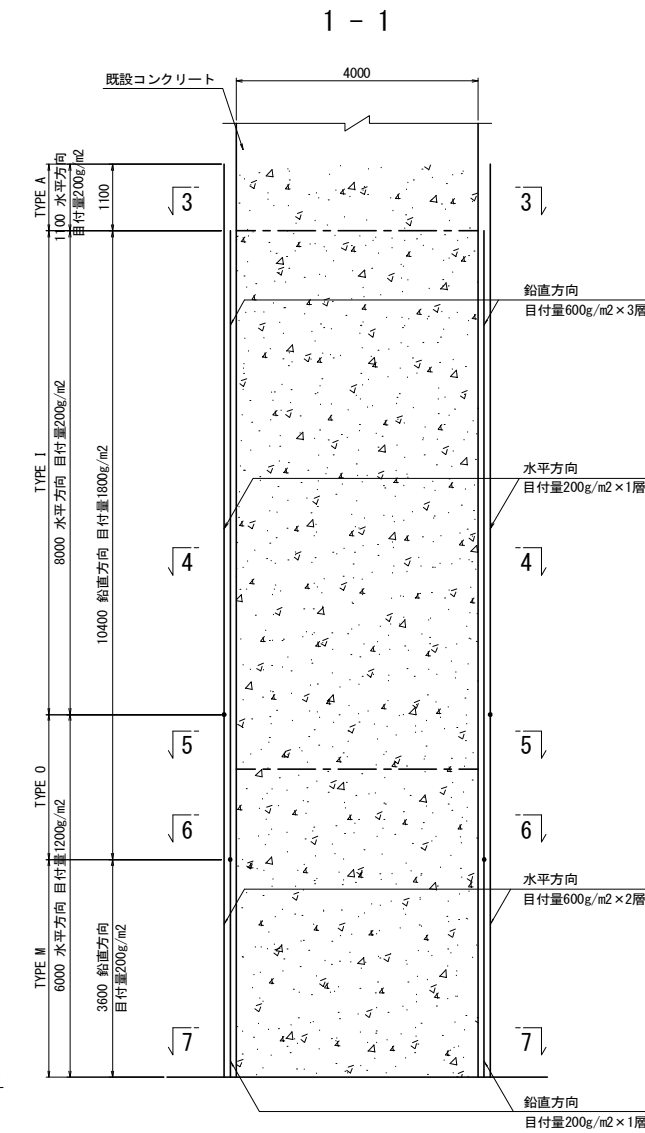 1 - 1
4000
既設コンクリート
TYPE A
1100 水平方向
目付量200g/m2
1100
3
3
鉛直方向
目付量600g/m2×3層
TYPE I
8000 水平方向 目付量200g/m2
10400 鉛直方向 目付量1800g/m2
水平方向
目付量200g/m2×1層
4
4
5
5
TYPE O
6
6
水平方向
目付量600g/m2×2層
TYPE M
6000 水平方向 目付量1200g/m2
3600 鉛直方向
目付量200g/m2
7
7
鉛直方向
目付量200g/m2×1層